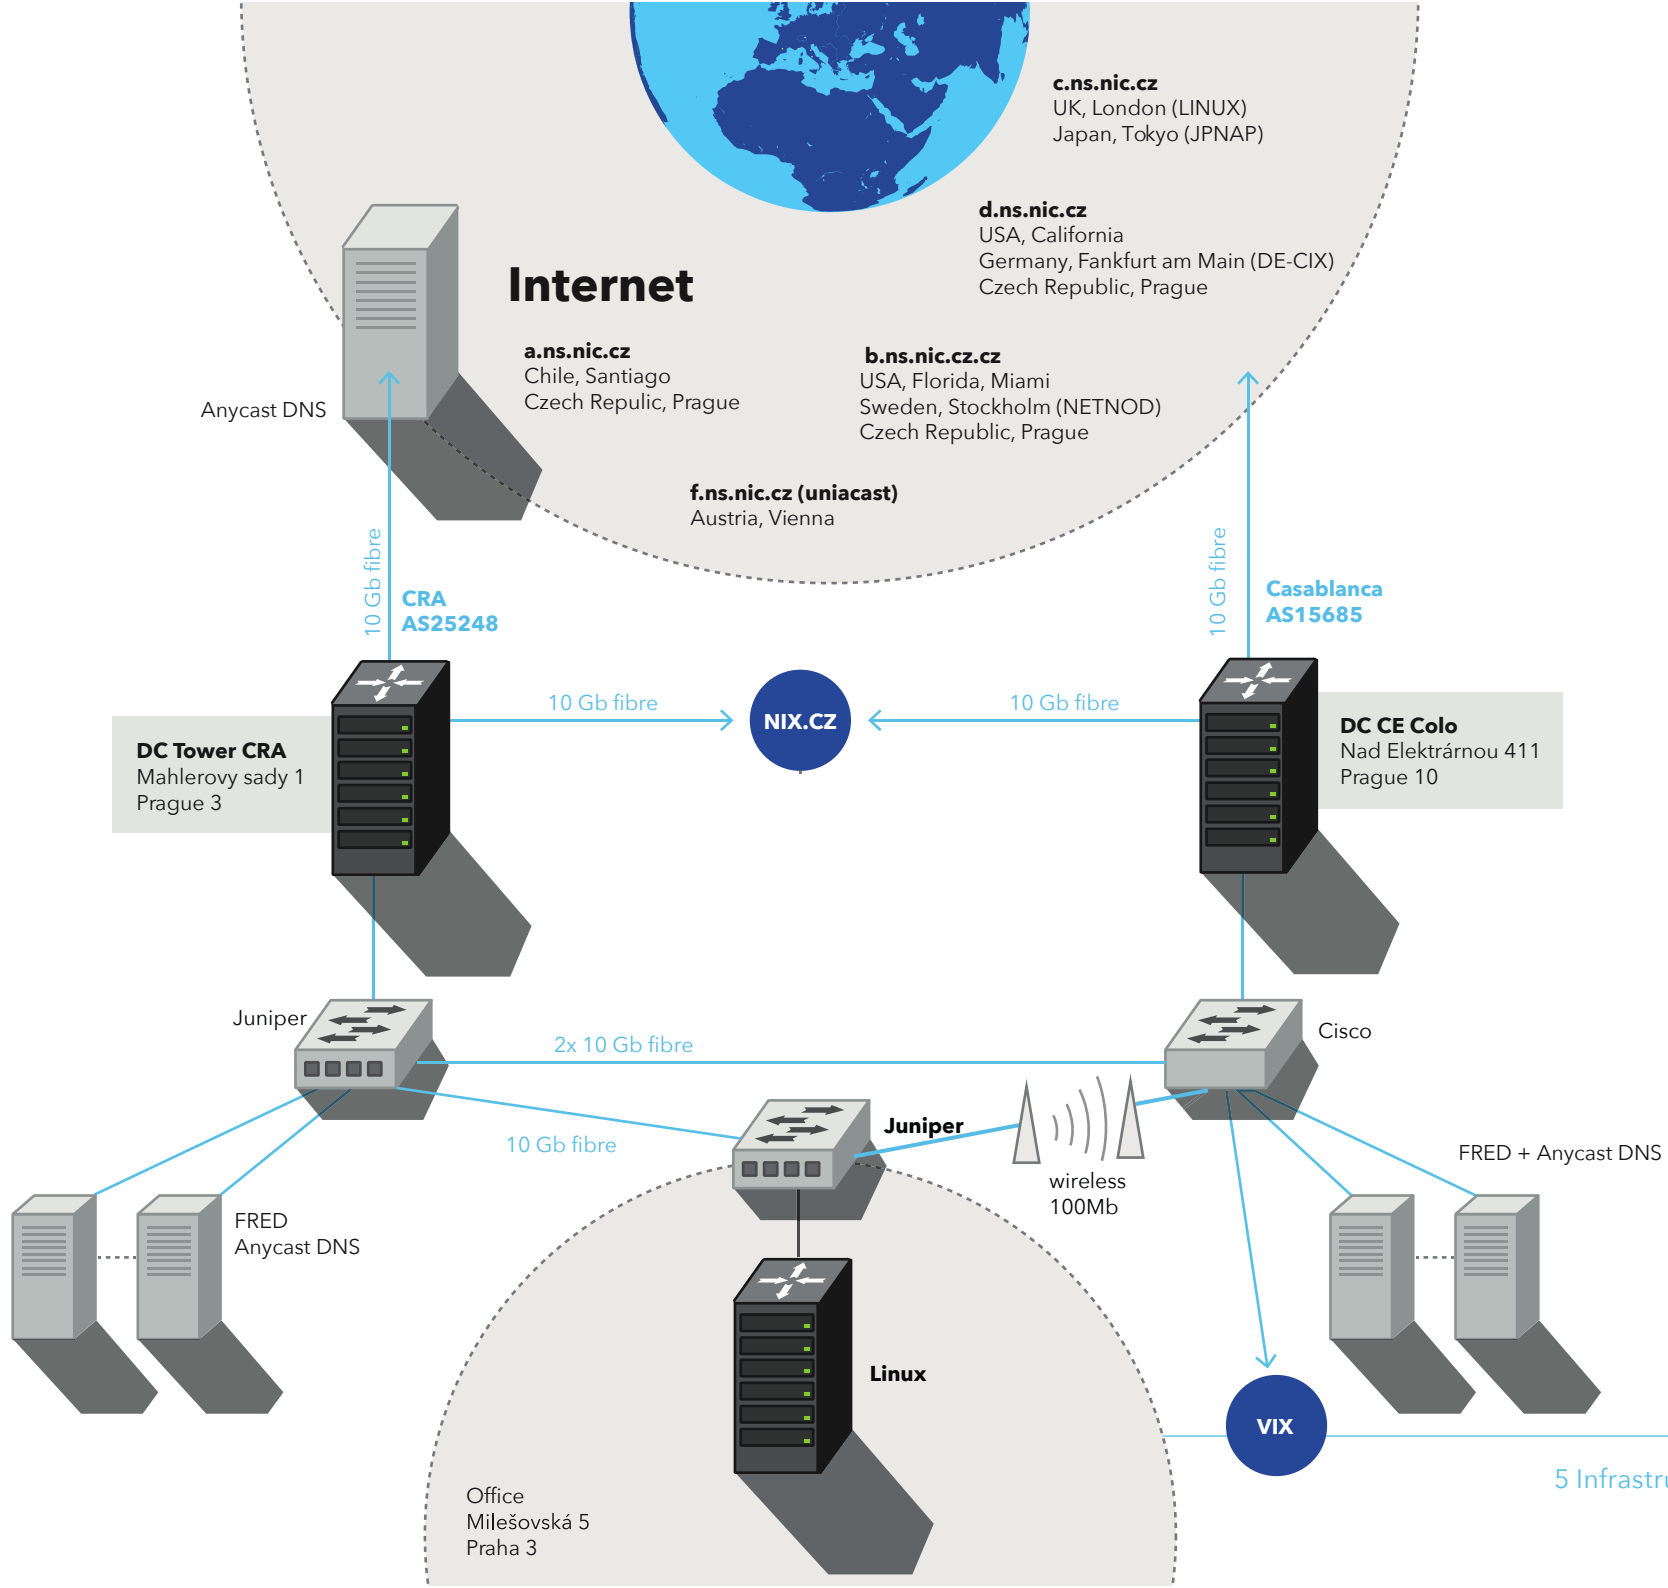 c.ns.nic.cz
UK, London (LINUX)
Japan, Tokyo (JPNAP)
d.ns.nic.cz
USA, California
Germany, Fankfurt am Main (DE-CIX)
Czech Republic, Prague
Internet
a.ns.nic.cz
Chile, Santiago
Czech Repulic, Prague
b.ns.nic.cz.cz
USA, Florida, Miami
Sweden, Stockholm (NETNOD)
Czech Republic, Prague
Anycast DNS
f.ns.nic.cz (uniacast)
Austria, Vienna
10 Gb fibre
CRA
AS25248
10 Gb fibre
Casablanca
AS15685
10 Gb fibre
NIX.CZ
10 Gb fibre
DC Tower CRA
Mahlerovy sady 1
Prague 3
DC CE Colo
Nad Elektrárnou 411
Prague 10
Juniper
2x 10 Gb fibre
Cisco
10 Gb fibre
Juniper
wireless
100Mb
FRED + Anycast DNS
FRED
Anycast DNS
Linux
VIX
5 Infrastru
Office
Milešovská 5
Praha 3